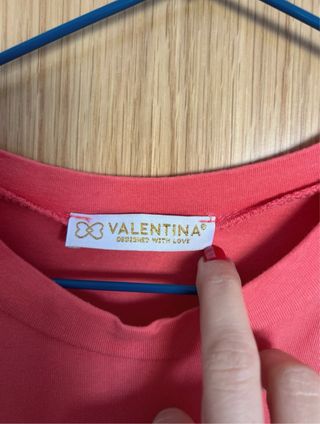 VALENTINA®
DESIGNED WITH LOVE